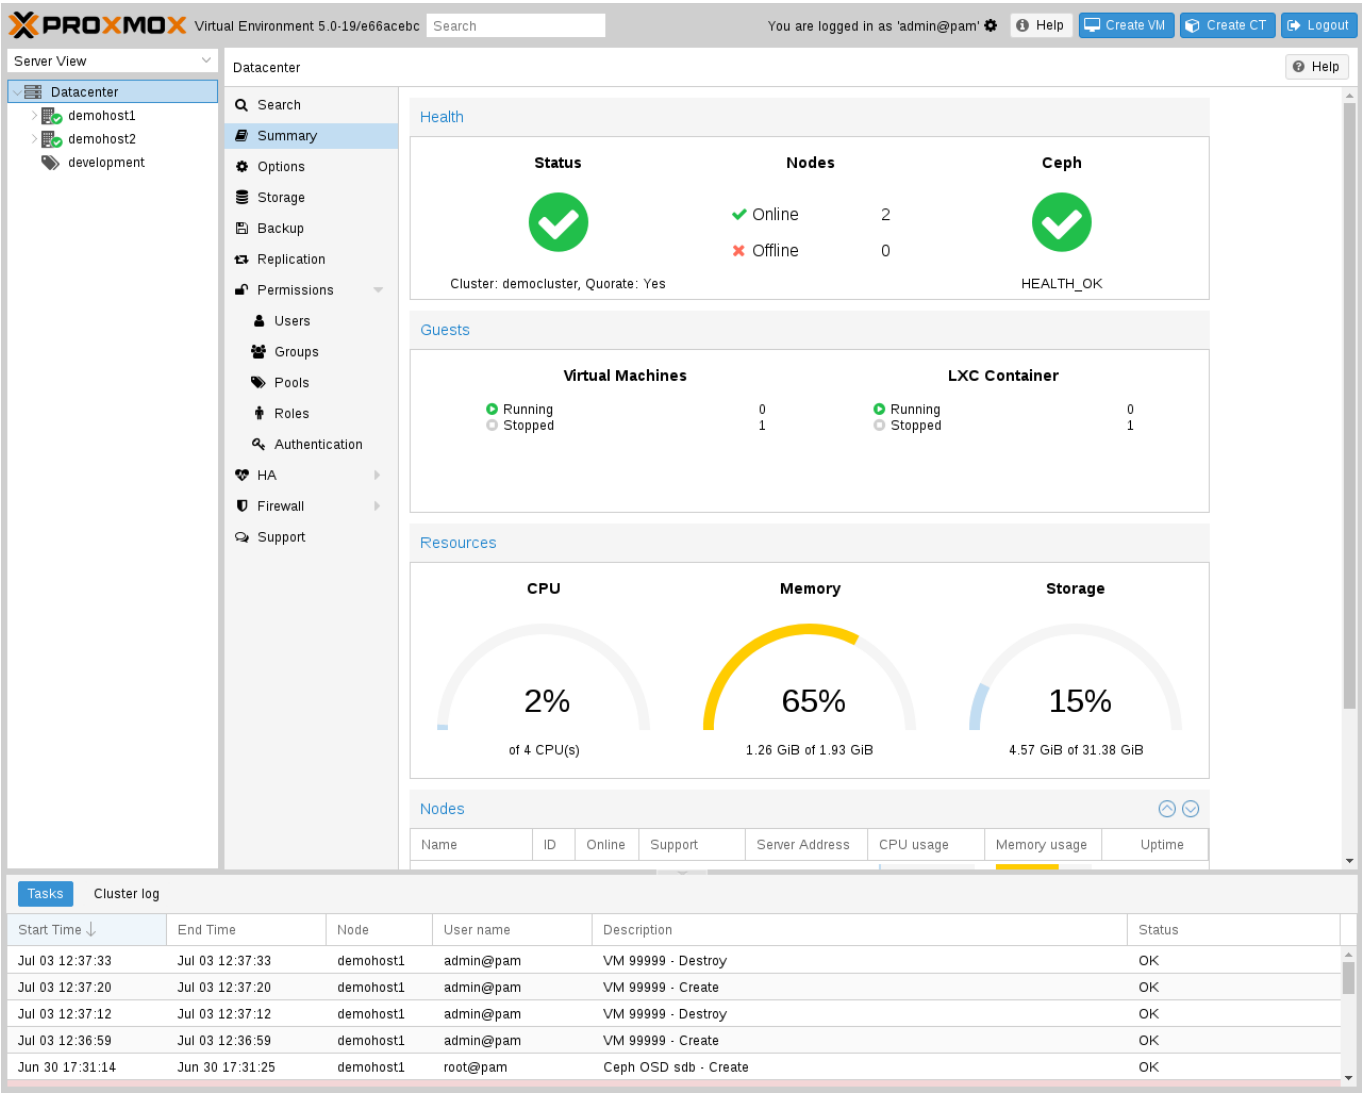 PROXMOX Virtual Environment 5.0-19/e66acebc Search You are logged in as 'admin@pam' Help Create VM Create CT Logout
Server View
Datacenter
demohost1
demohost2
development
Datacenter Help
Search
Summary
Options
Storage
Backup
Replication
Permissions
Users
Groups
Pools
Roles
Authentication
HA
Firewall
Support
Health
Status Nodes Ceph
Online 2
Offline 0
Cluster: democluster, Quorate: Yes HEALTH_OK
Guests
Virtual Machines LXC Container
Running 0 Running 0
Stopped 1 Stopped 1
Resources
CPU Memory Storage
2% 65% 15%
of 4 CPU(s) 1.26 GiB of 1.93 GiB 4.57 GiB of 31.38 GiB
Nodes
Name ID Online Support Server Address CPU usage Memory usage Uptime
Tasks Cluster log
Start Time End Time Node User name Description Status
Jul 03 12:37:33 Jul 03 12:37:33 demohost1 admin@pam VM 99999 - Destroy OK
Jul 03 12:37:20 Jul 03 12:37:20 demohost1 admin@pam VM 99999 - Create OK
Jul 03 12:37:12 Jul 03 12:37:12 demohost1 admin@pam VM 99999 - Destroy OK
Jul 03 12:36:59 Jul 03 12:36:59 demohost1 admin@pam VM 99999 - Create OK
Jun 30 17:31:14 Jun 30 17:31:25 demohost1 root@pam Ceph OSD sdb - Create OK